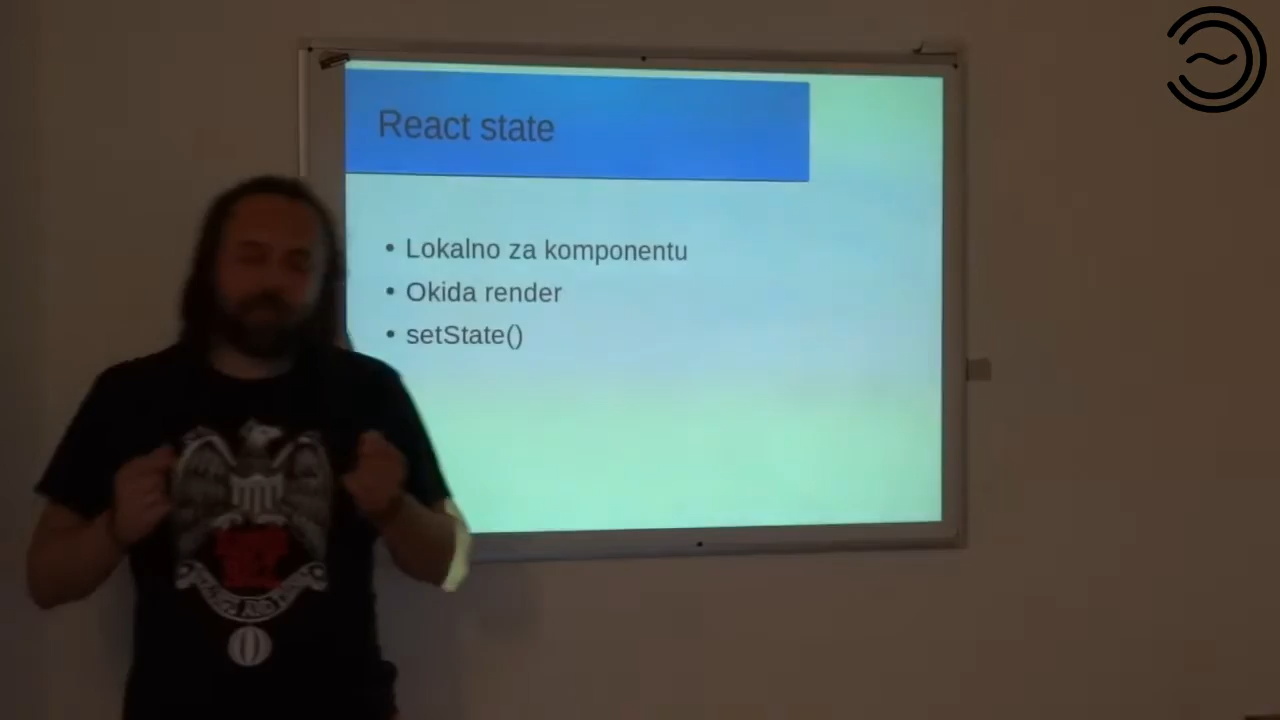 React state
• Lokalno za komponentu
• Okida render
• setState()